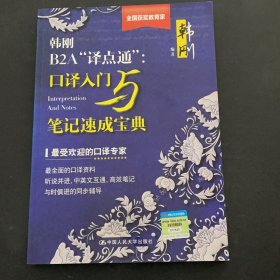 全国获奖教育家
韩刚
编著
韩刚
B2A“译点通”：
口译入门与
Interpretation
And Notes
笔记速成宝典
最受欢迎的口译专家
最全面的口译资料
听说并进、中英文互通、高效笔记
与时俱进的同步辅导
中国人民大学出版社